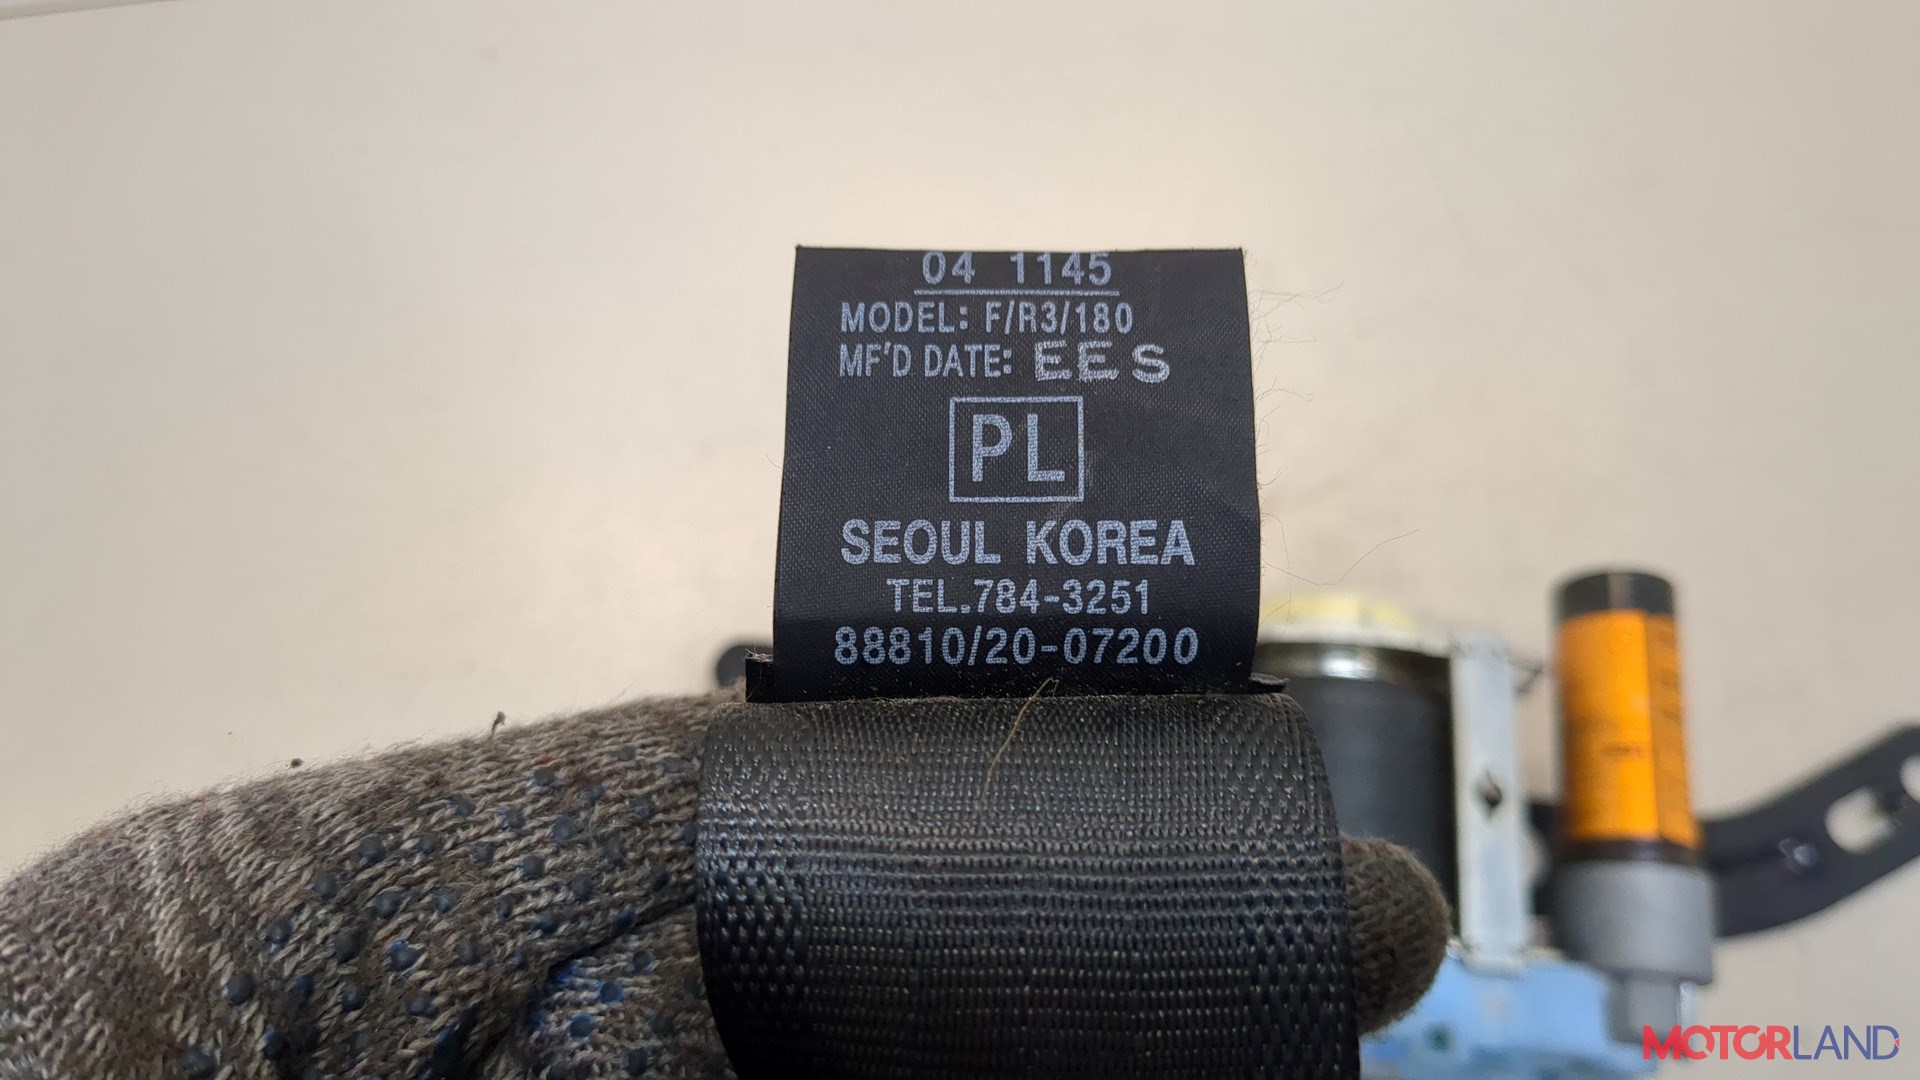 04 1145
MODEL: F/R3/180
MF'D DATE: EES
PL
SEOUL KOREA
TEL.784-3251
88810/20-07200
MOTORLAND